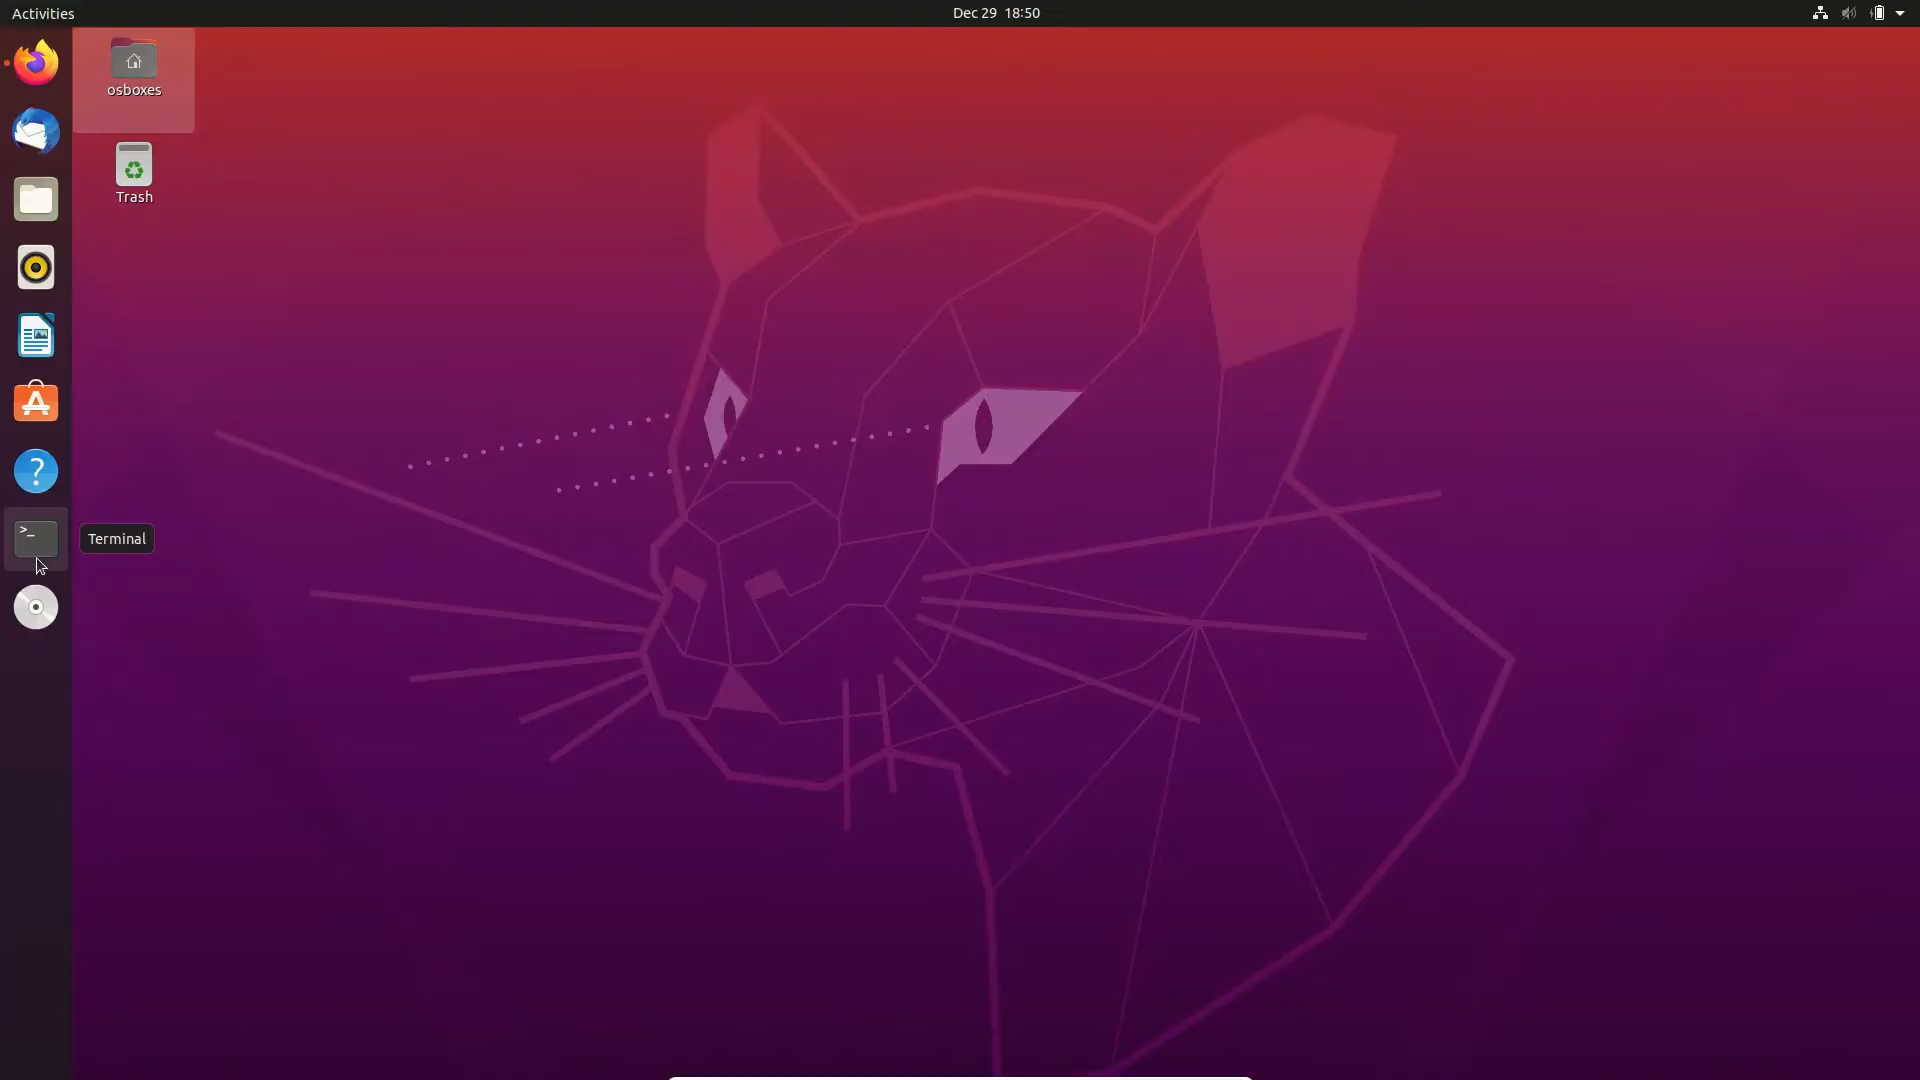 Activities
Dec 29 18:50
osboxes
Trash
>_
Terminal